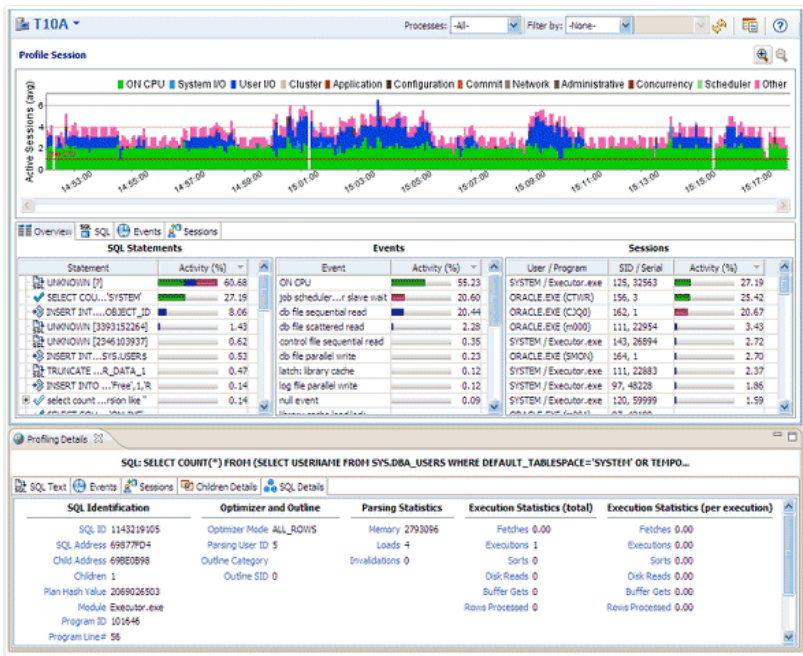 T10A
Processes: -All- Filter by: -None-
Profile Session
ON CPU System I/O User I/O Cluster Application Configuration Commit Network Administrative Concurrency Scheduler Other
Active Sessions (avg)
6
4
2
0
14:53:00 14:55:00 14:57:00 14:59:00 15:01:00 15:03:00 15:05:00 15:07:00 15:09:00 15:11:00 15:13:00 15:15:00 15:17:00
Overview SQL Events Sessions
SQL Statements
Statement Activity (%)
UNKNOWN [?] 60.68
SELECT COU...'SYSTEM' 27.19
INSERT INT....OBJECT_ID 8.06
UNKNOWN [3393152264] 1.43
UNKNOWN [2346103937] 0.62
INSERT INT...SYS.USER$ 0.53
TRUNCATE ...R_DATA_1 0.47
INSERT INTO ...'Free',1,'R 0.14
select count ...rsion like '' 0.14
Events
Event Activity (%)
ON CPU 55.23
job scheduler...r slave wait 20.60
db file sequential read 20.44
db file scattered read 2.28
control file sequential read 0.35
db file parallel write 0.23
latch: library cache 0.12
log file parallel write 0.12
null event 0.09
Sessions
User / Program SID / Serial Activity (%)
SYSTEM / Executor.exe 125, 32563 27.19
ORACLE.EXE (CTWR) 156, 3 25.42
ORACLE.EXE (CJQ0) 162, 1 20.67
ORACLE.EXE (m000) 111, 22954 3.43
SYSTEM / Executor.exe 143, 26894 2.72
ORACLE.EXE (SMON) 164, 1 2.70
SYSTEM / Executor.exe 111, 22883 2.37
SYSTEM / Executor.exe 97, 48228 1.86
SYSTEM / Executor.exe 120, 59999 1.59
Profiling Details
SQL: SELECT COUNT(*) FROM (SELECT USERNAME FROM SYS.DBA_USERS WHERE DEFAULT_TABLESPACE='SYSTEM' OR TEMPO...
SQL Text Events Sessions Children Details SQL Details
SQL Identification
SQL ID 1143219105
SQL Address 69877FD4
Child Address 69BE0B98
Children 1
Plan Hash Value 2069026503
Module Executor.exe
Program ID 101646
Program Line# 56
Optimizer and Outline
Optimizer Mode ALL_ROWS
Parsing User ID 5
Outline Category
Outline SID 0
Parsing Statistics
Memory 2793096
Loads 4
Invalidations 0
Execution Statistics (total)
Fetches 0.00
Executions 1
Sorts 0
Disk Reads 0
Buffer Gets 0
Rows Processed 0
Execution Statistics (per execution)
Fetches 0.00
Executions 0.00
Sorts 0.00
Disk Reads 0.00
Buffer Gets 0.00
Rows Processed 0.00